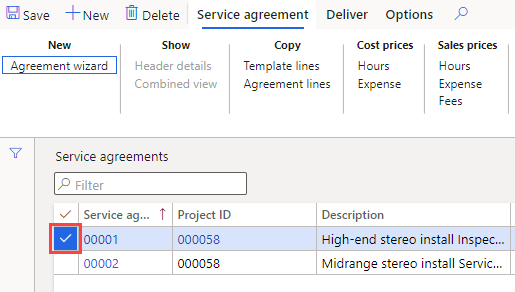 Save New Delete Service agreement Deliver Options
New Show Copy Cost prices Sales prices
Agreement wizard Header details Template lines Hours Hours
Combined view Agreement lines Expense Expense
Fees
Service agreements
Filter
Service ag... Project ID Description
00001 000058 High-end stereo install Inspec...
00002 000058 Midrange stereo install Servic...